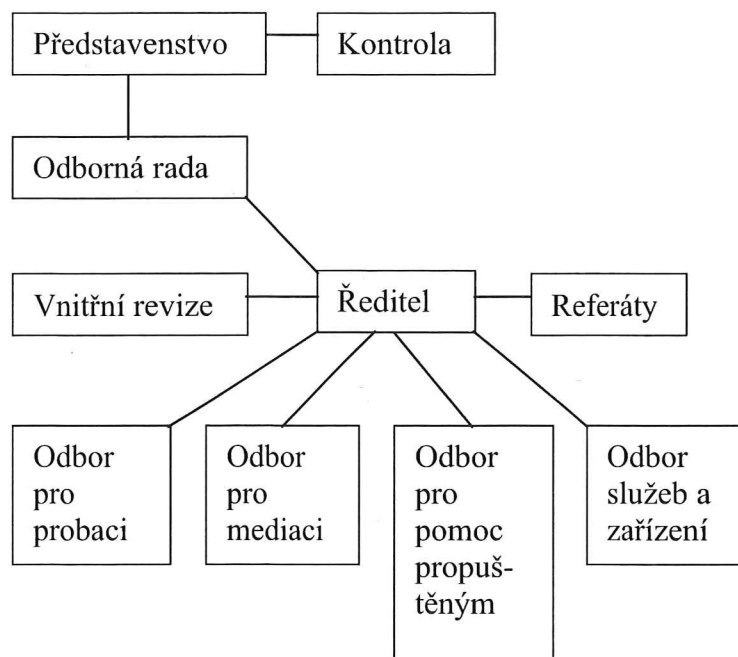 Představenstvo
Kontrola
Odborná rada
Vnitřní revize
Ředitel
Referáty
Odbor
pro
probaci
Odbor
pro
mediaci
Odbor
pro
pomoc
propuš-
těným
Odbor
služeb a
zařízení